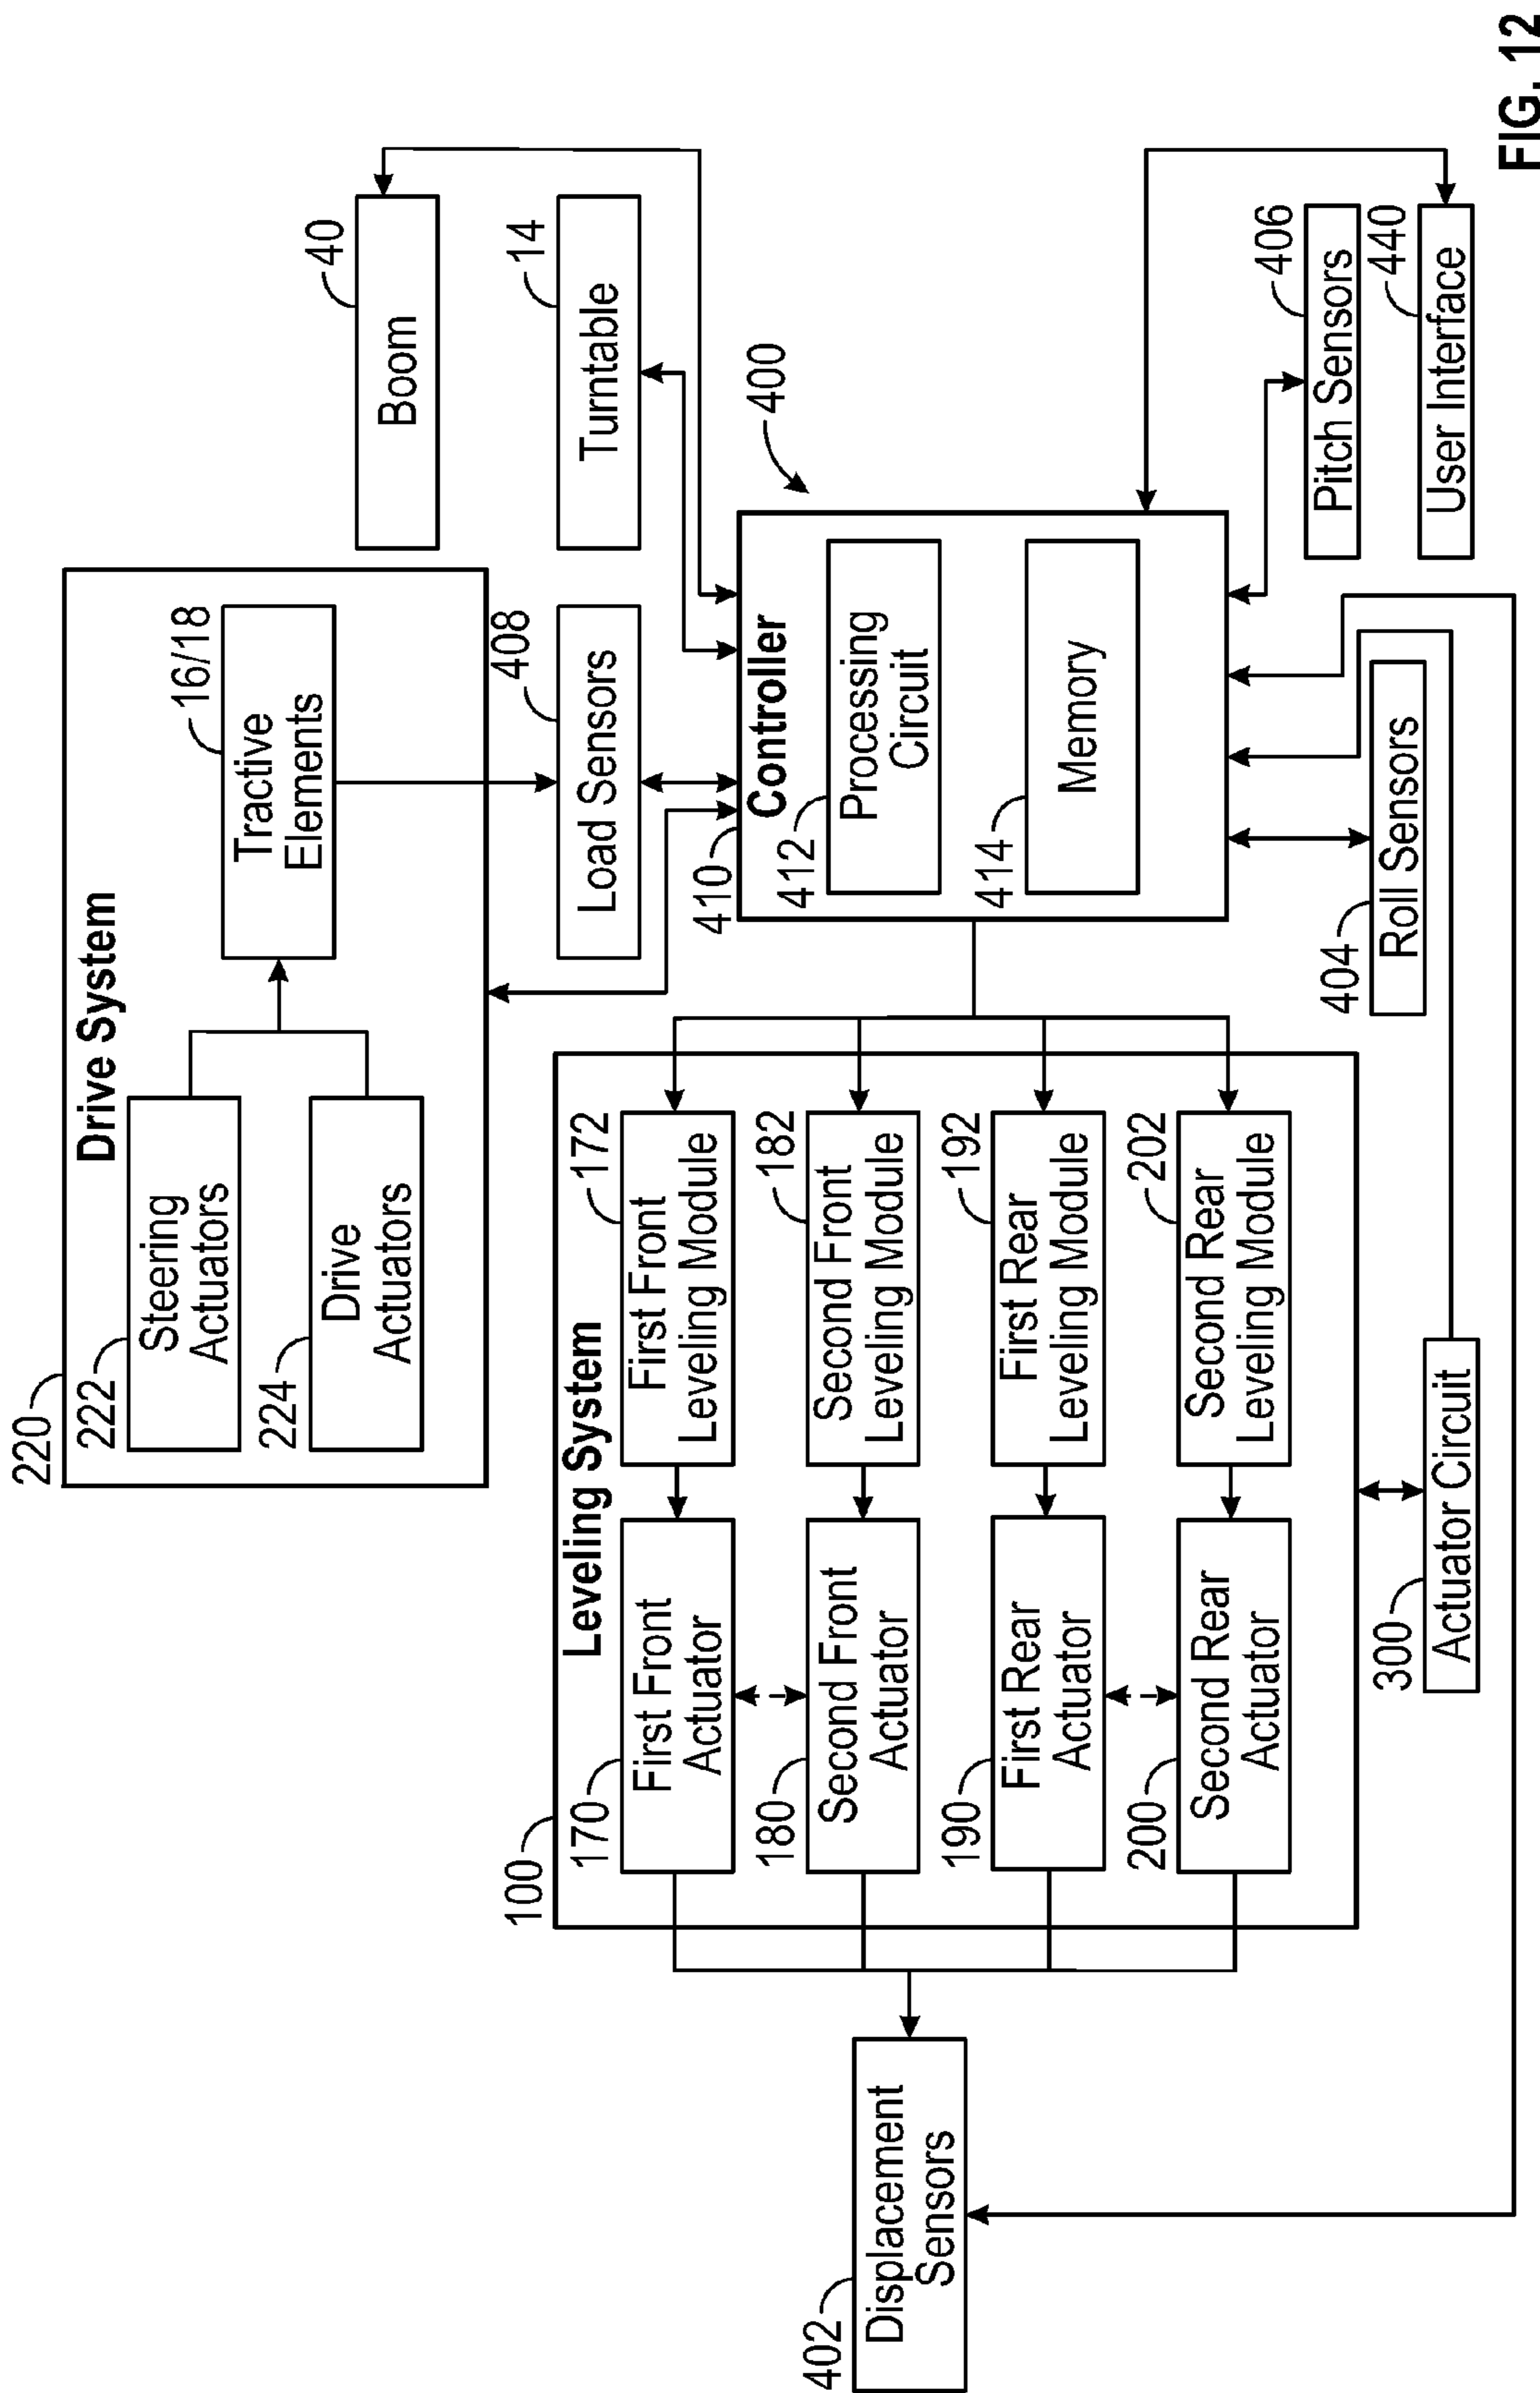 220
Drive System
222
Steering
Actuators
224
Drive
Actuators
16/18
Tractive
Elements
40
Boom
14
Turntable
408
Load Sensors
400
410
Controller
412
Processing
Circuit
414
Memory
100
Leveling System
170
First Front
Actuator
172
First Front
Leveling Module
180
Second Front
Actuator
182
Second Front
Leveling Module
190
First Rear
Actuator
192
First Rear
Leveling Module
200
Second Rear
Actuator
202
Second Rear
Leveling Module
402
Displacement
Sensors
300
Actuator Circuit
404
Roll Sensors
406
Pitch Sensors
440
User Interface
FIG. 12